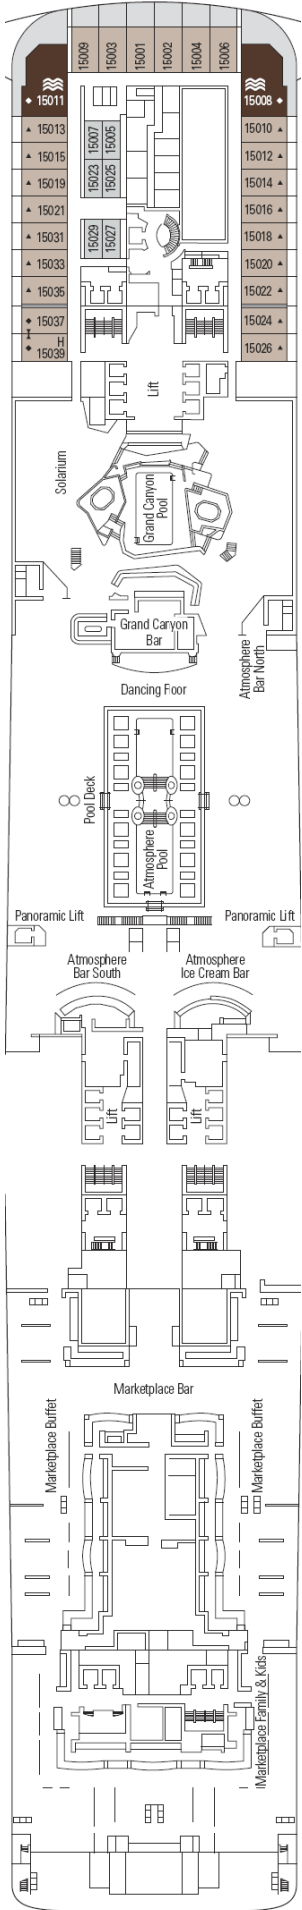 15009
15003
15001
15002
15004
15006
15011
15008
15013
15007
15005
15010
15015
15012
15019
15023
15025
15014
15021
15016
15031
15029
15027
15018
15033
15020
15035
15022
15037
15024
H
15039
15026
Lift
Solarium
Grand Canyon
Pool
Grand Canyon
Bar
Atmosphere
Bar North
Dancing Floor
Pool Deck
Atmosphere
Pool
Panoramic Lift
Panoramic Lift
Atmosphere
Bar South
Atmosphere
Ice Cream Bar
Lift
Lift
Marketplace Bar
Marketplace Buffet
Marketplace Buffet
Marketplace Family & Kids